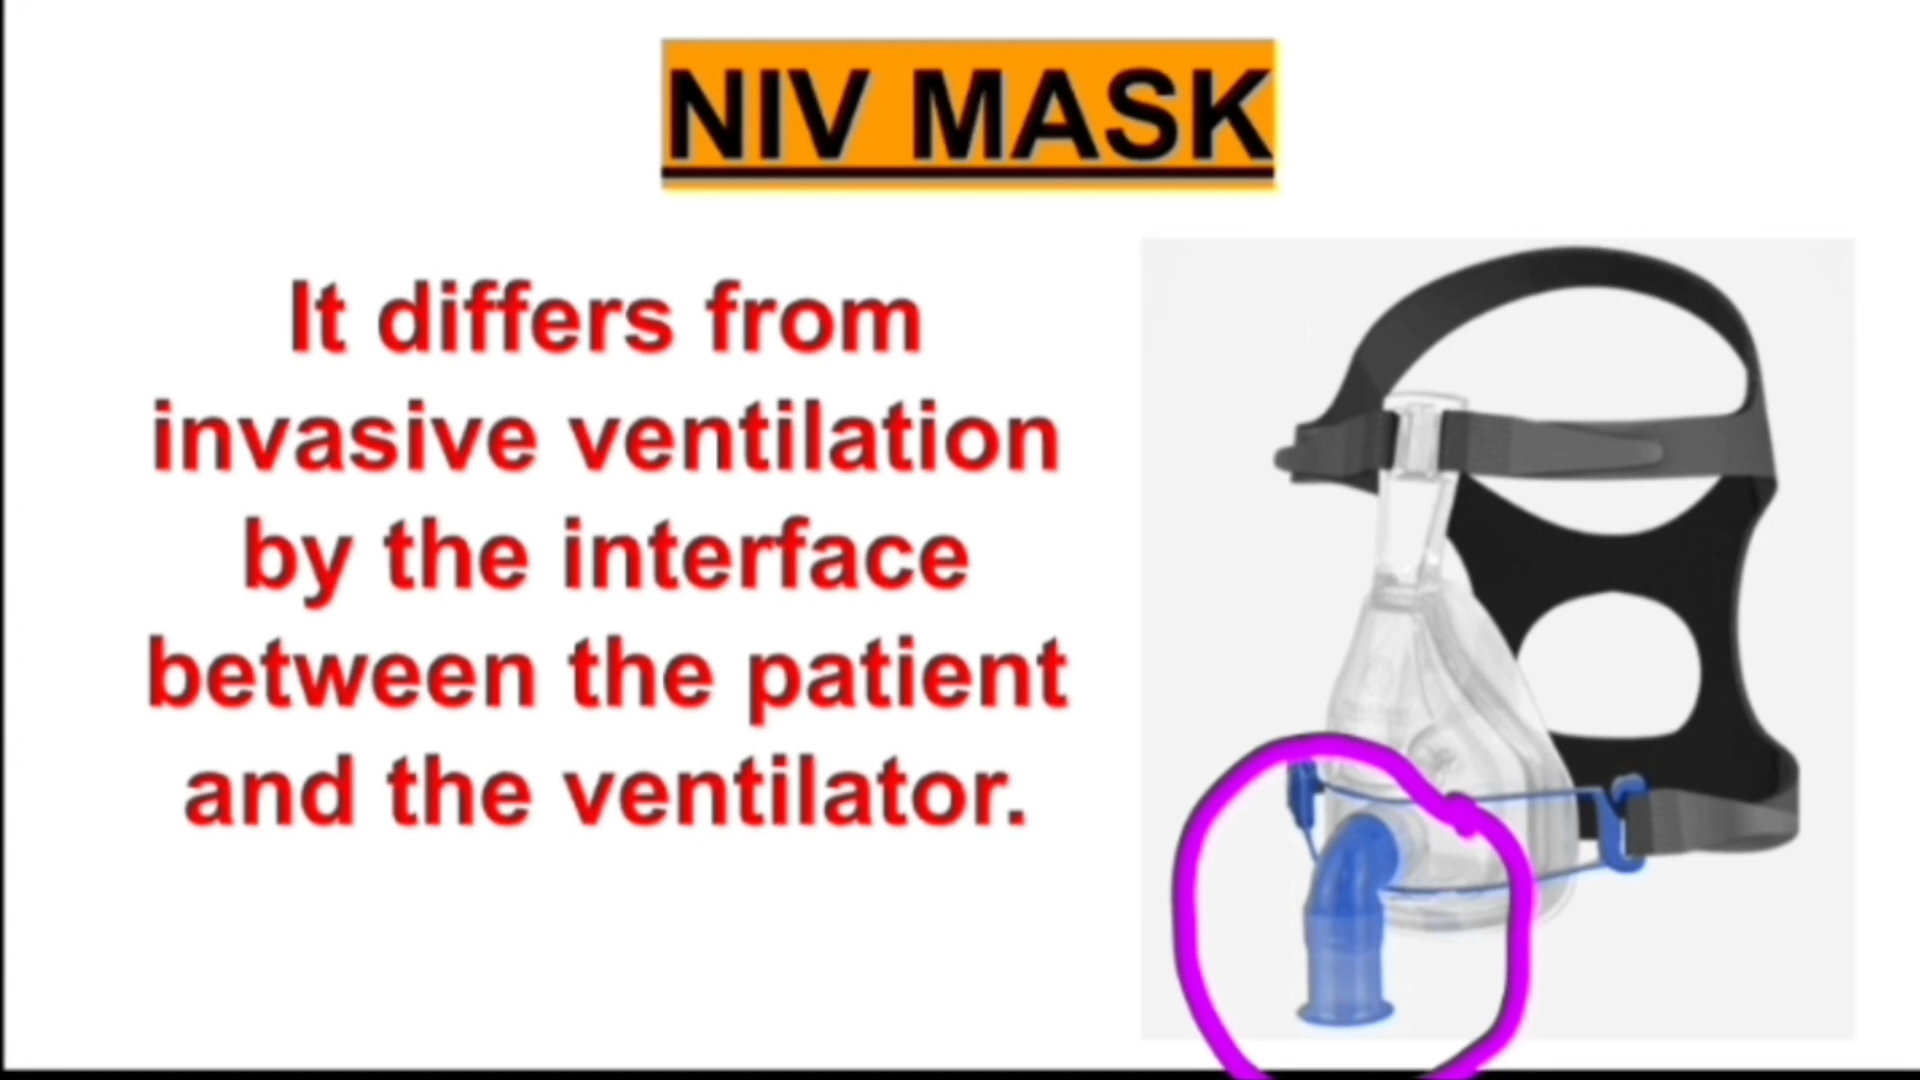 NIV MASK
It differs from
invasive ventilation
by the interface
between the patient
and the ventilator.